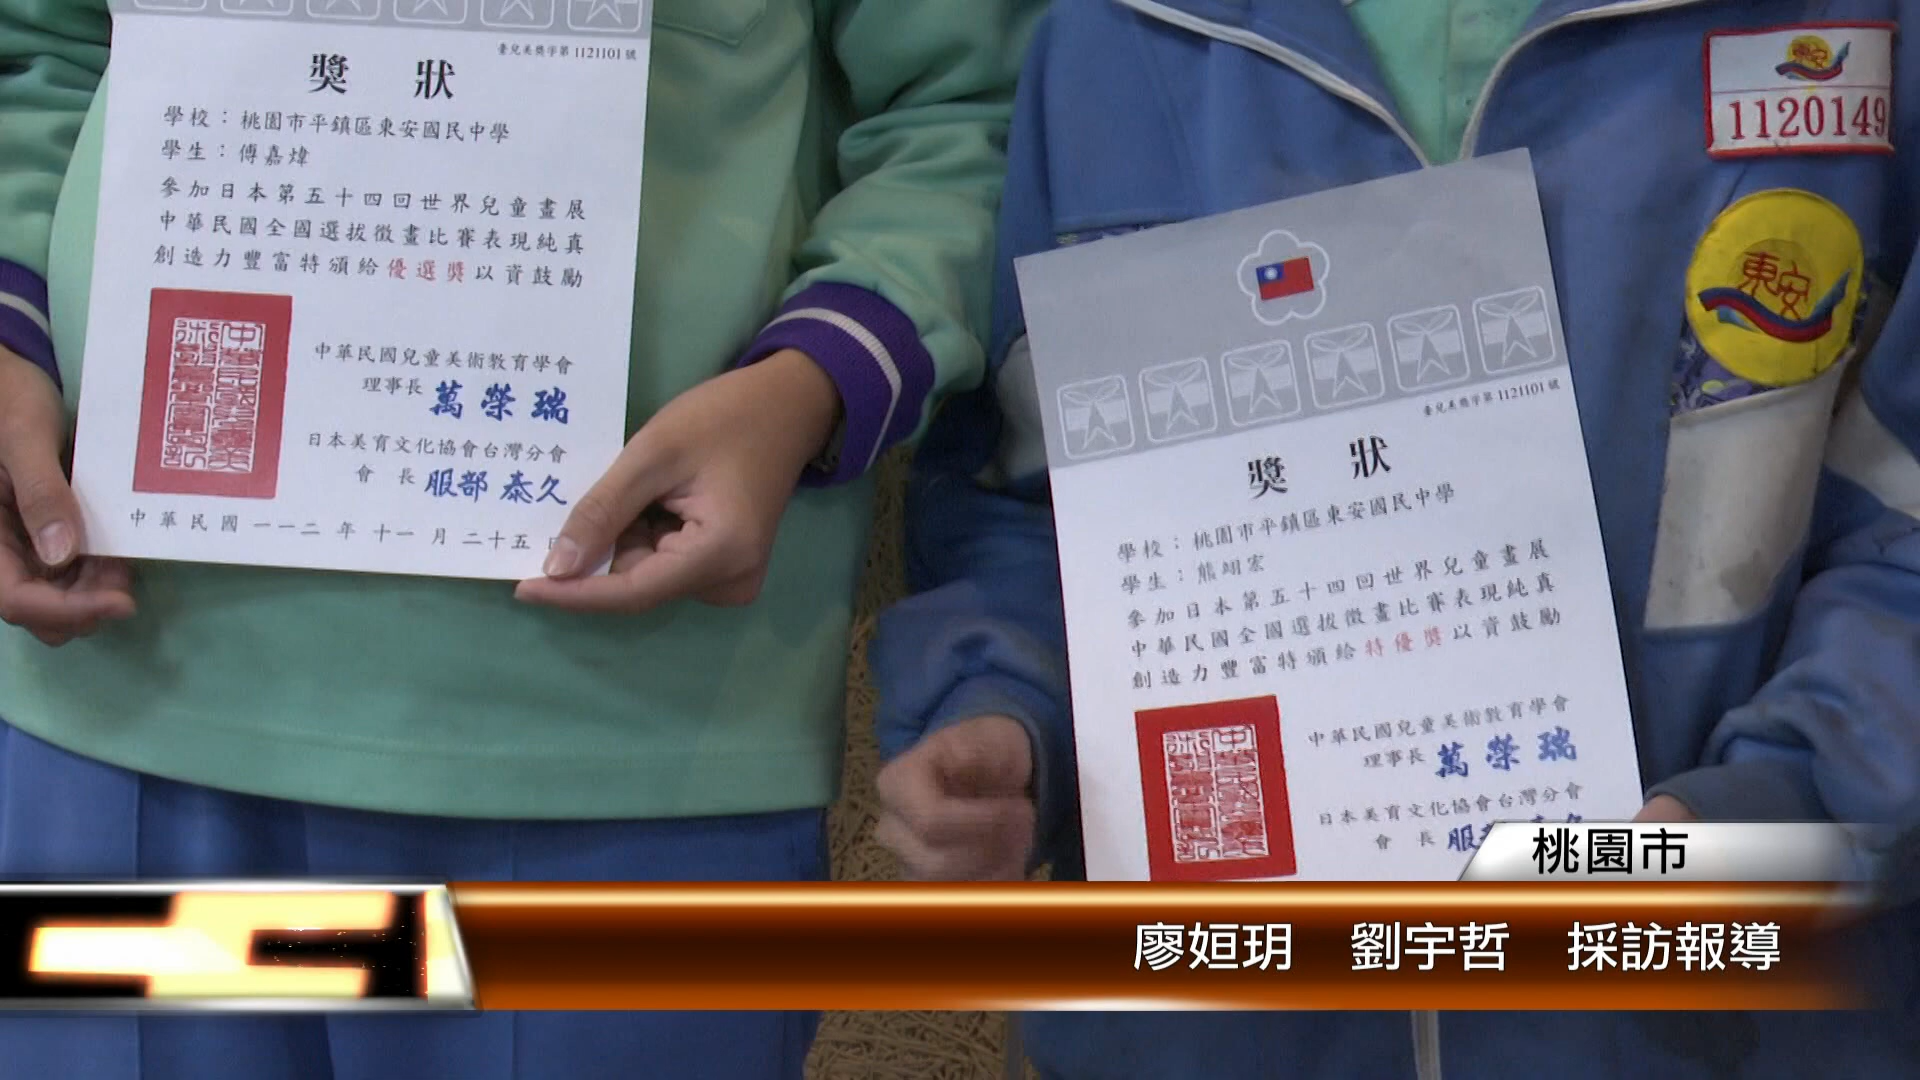 臺兒美獎字第 1121101 號
獎 狀
學校：桃園市平鎮區東安國民中學
學生：傅嘉煒
參加日本第五十四回世界兒童畫展
中華民國全國選拔徵畫比賽表現純真
創造力豐富特頒給優選獎以資鼓勵
中華民國兒童美術教育學會
理事長 萬榮瑞
日本美育文化協會台灣分會
會 長 服部 泰久
中華民國一一二年十一月二十五
東安
1120149
東安
臺兒美獎字第 1121101 號
獎 狀
學校：桃園市平鎮區東安國民中學
學生：熊翊宏
參加日本第五十四回世界兒童畫展
中華民國全國選拔徵畫比賽表現純真
創造力豐富特頒給特優獎以資鼓勵
中華民國兒童美術教育學會
理事長 萬榮瑞
日本美育文化協會台灣分會
會 長 服
桃園市
廖姮玥 劉宇哲 採訪報導